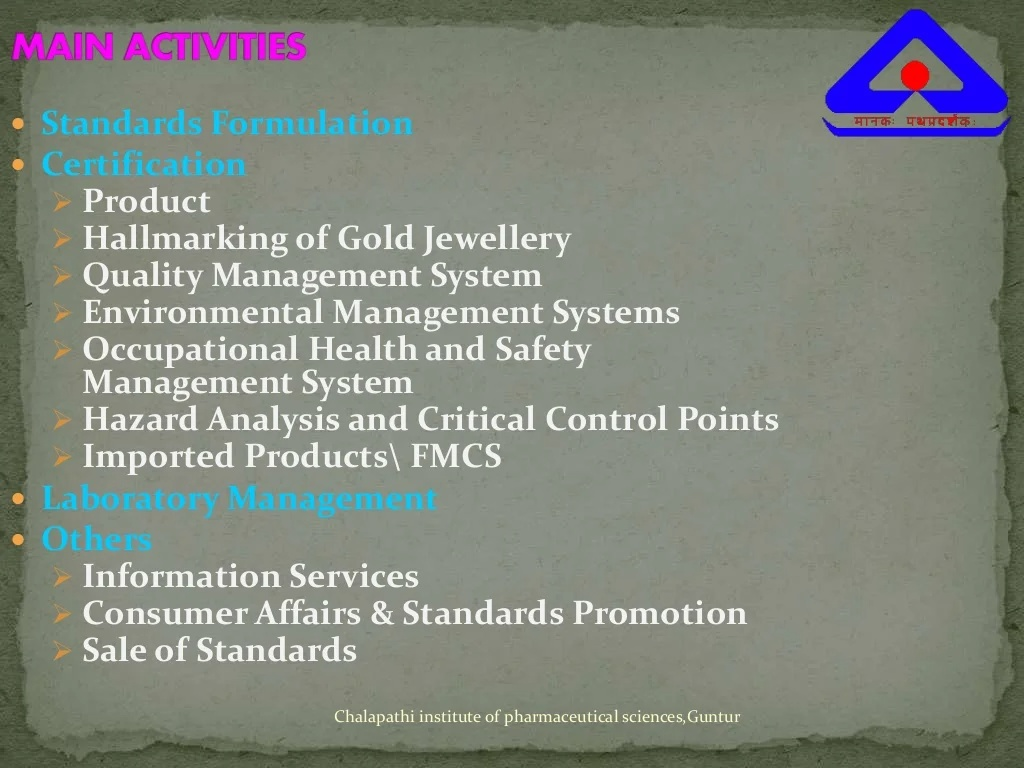 MAIN ACTIVITIES
मानकः पथप्रदर्शकः
Standards Formulation
Certification
Product
Hallmarking of Gold Jewellery
Quality Management System
Environmental Management Systems
Occupational Health and Safety
Management System
Hazard Analysis and Critical Control Points
Imported Products\ FMCS
Laboratory Management
Others
Information Services
Consumer Affairs & Standards Promotion
Sale of Standards
Chalapathi institute of pharmaceutical sciences,Guntur